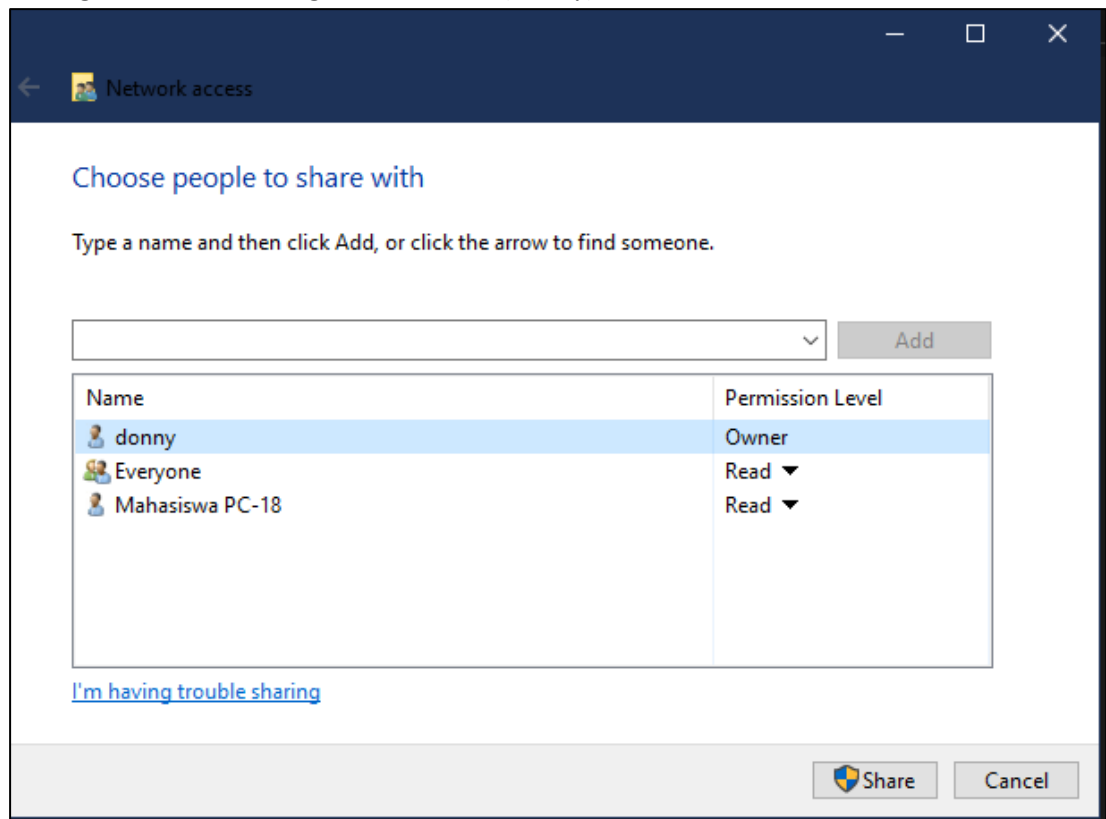 Network access
Choose people to share with
Type a name and then click Add, or click the arrow to find someone.
Add
Name Permission Level
donny Owner
Everyone Read
Mahasiswa PC-18 Read
I'm having trouble sharing
Share Cancel